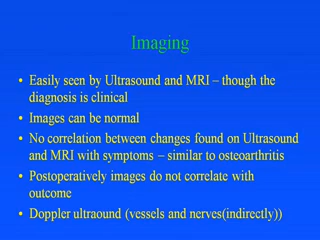 Imaging
• Easily seen by Ultrasound and MRI – though the
diagnosis is clinical
• Images can be normal
• No correlation between changes found on Ultrasound
and MRI with symptoms – similar to osteoarthritis
• Postoperatively images do not correlate with
outcome
• Doppler ultraound (vessels and nerves(indirectly))